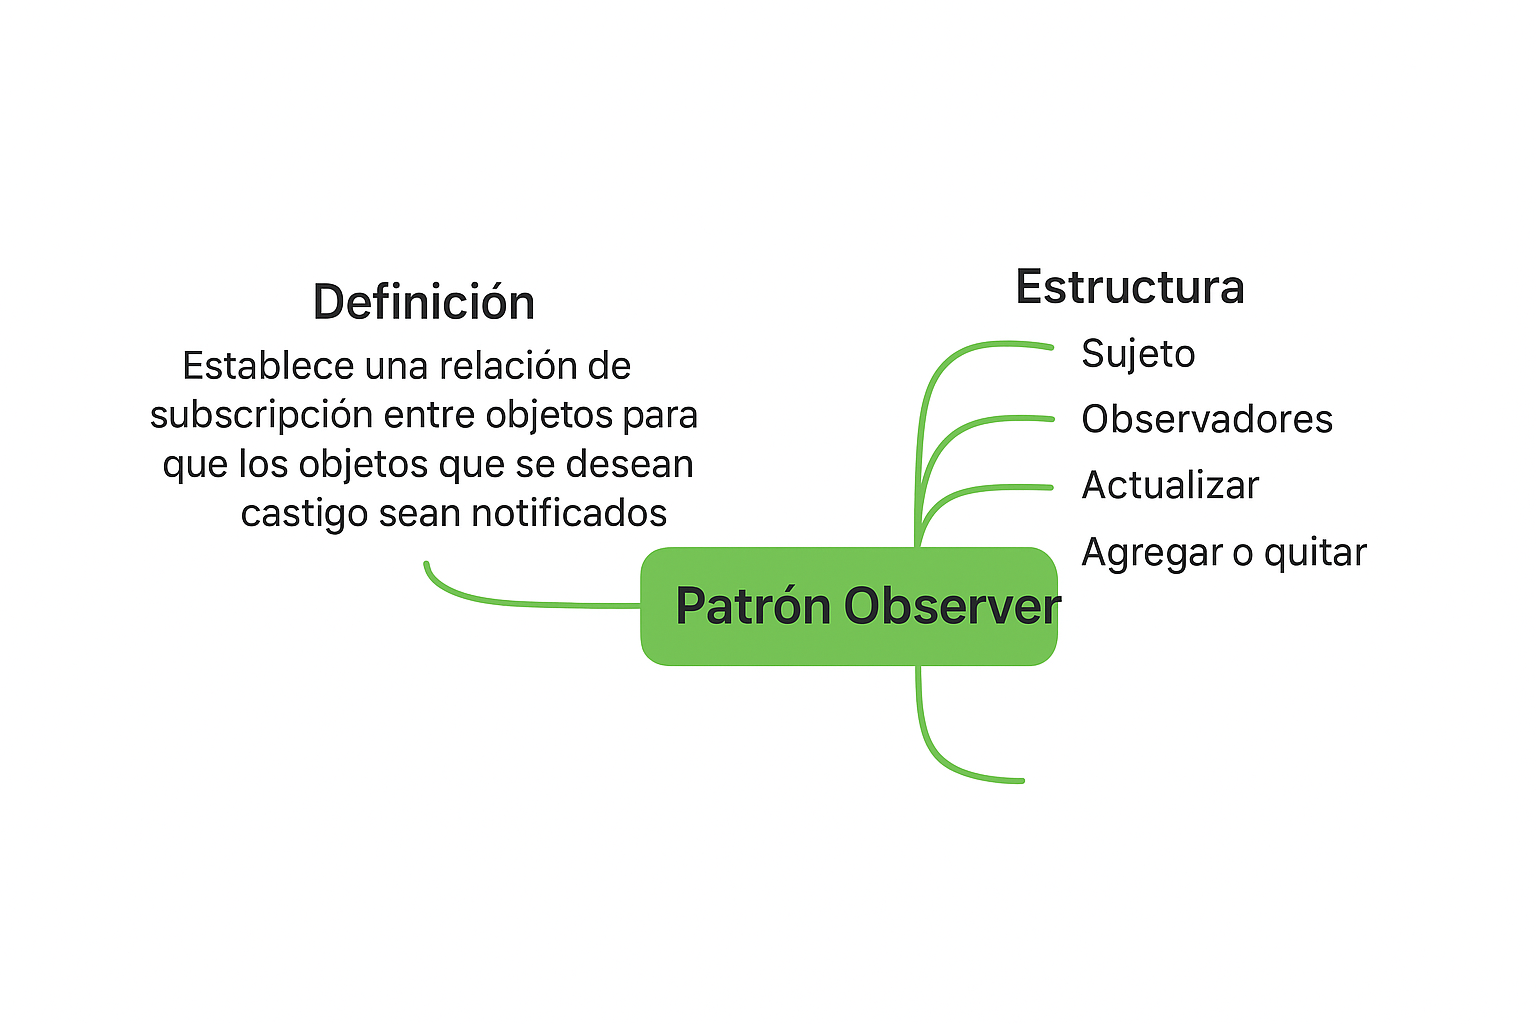 Definición
Establece una relación de
subscripción entre objetos para
que los objetos que se desean
castigo sean notificados
Estructura
Sujeto
Observadores
Actualizar
Agregar o quitar
Patrón Observer